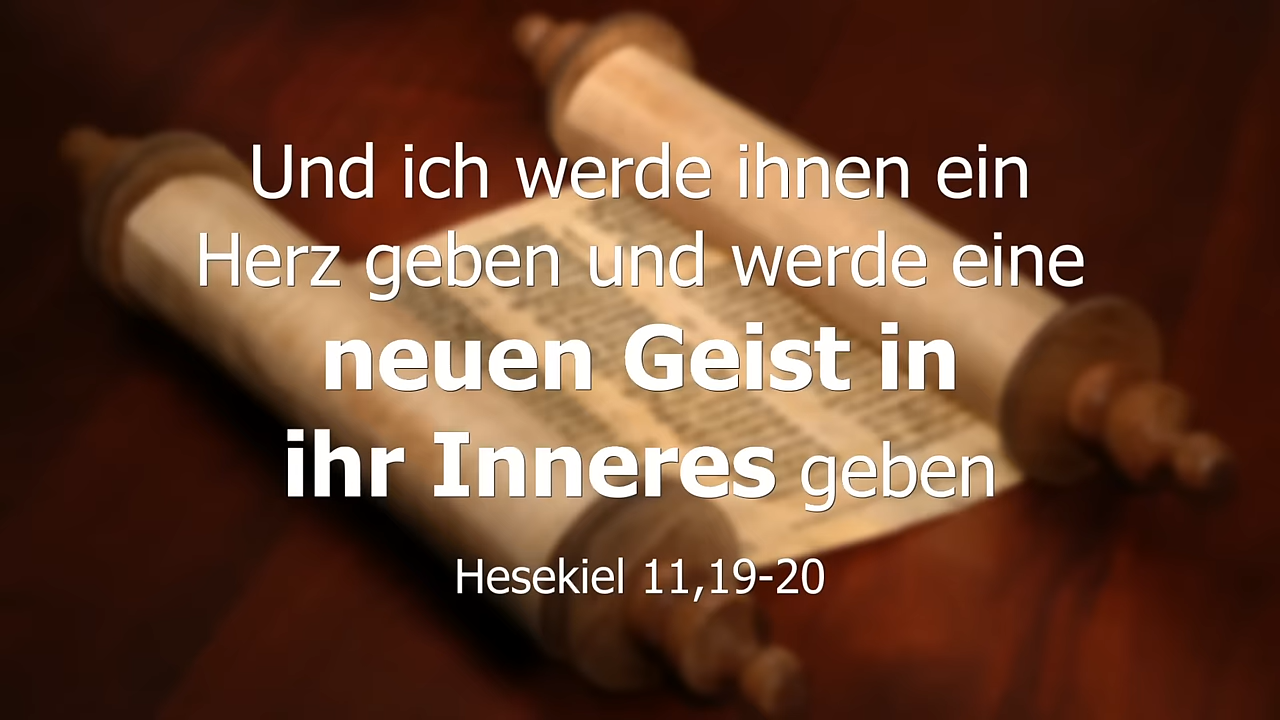 Und ich werde ihnen ein
Herz geben und werde eine
neuen Geist in
ihr Inneres geben
Hesekiel 11,19-20